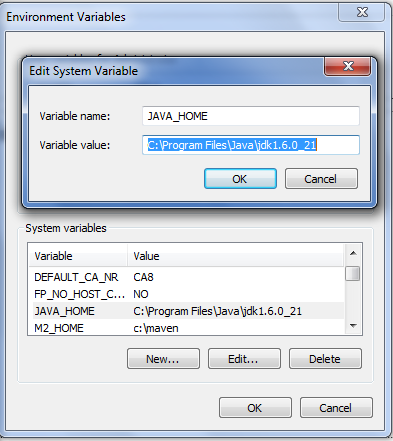 Environment Variables
Edit System Variable
Variable name: JAVA_HOME
Variable value: C:\Program Files\Java\jdk1.6.0_21
OK Cancel
System variables
Variable Value
DEFAULT_CA_NR CA8
FP_NO_HOST_C... NO
JAVA_HOME C:\Program Files\Java\jdk1.6.0_21
M2_HOME c:\maven
New... Edit... Delete
OK Cancel